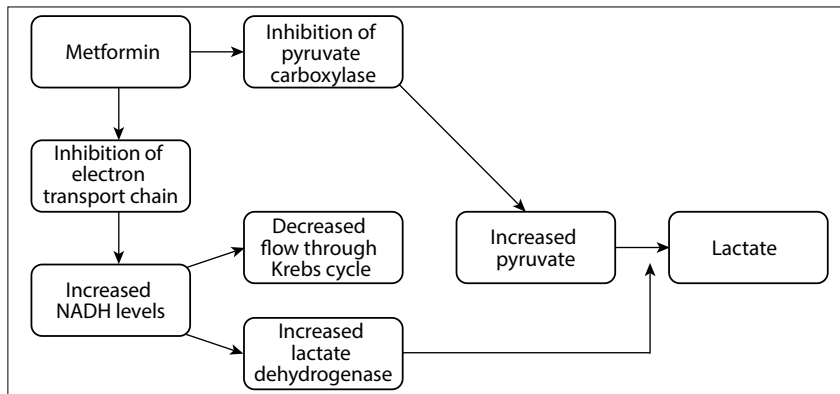 Metformin
Inhibition of
pyruvate
carboxylase
Inhibition of
electron
transport chain
Decreased
flow through
Krebs cycle
Increased
pyruvate
Lactate
Increased
NADH levels
Increased
lactate
dehydrogenase